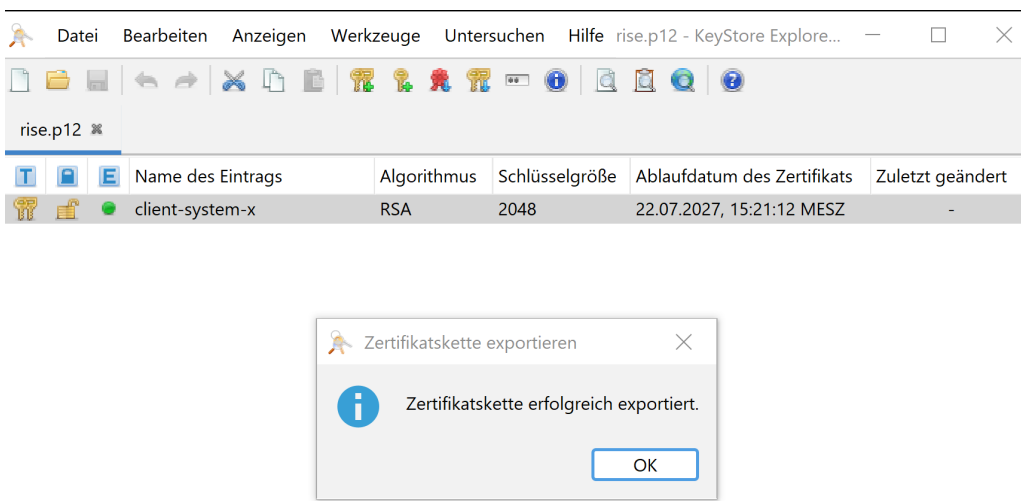 Datei Bearbeiten Anzeigen Werkzeuge Untersuchen Hilfe rise.p12 - KeyStore Explore...
rise.p12
T E Name des Eintrags Algorithmus Schlüsselgröße Ablaufdatum des Zertifikats Zuletzt geändert
client-system-x RSA 2048 22.07.2027, 15:21:12 MESZ -
Zertifikatskette exportieren
Zertifikatskette erfolgreich exportiert.
OK